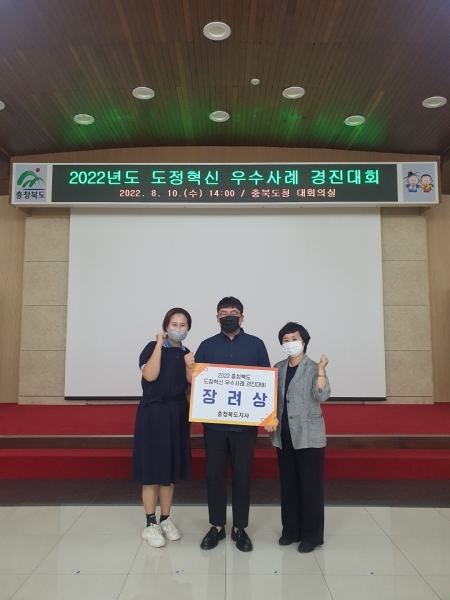 2022년도 도정혁신 우수사례 경진대회
2022. 8. 10.(수) 14:00 / 충북도청 대회의실
충청북도
2022 충청북도
도정혁신 우수사례 경진대회
장려상
충청북도지사